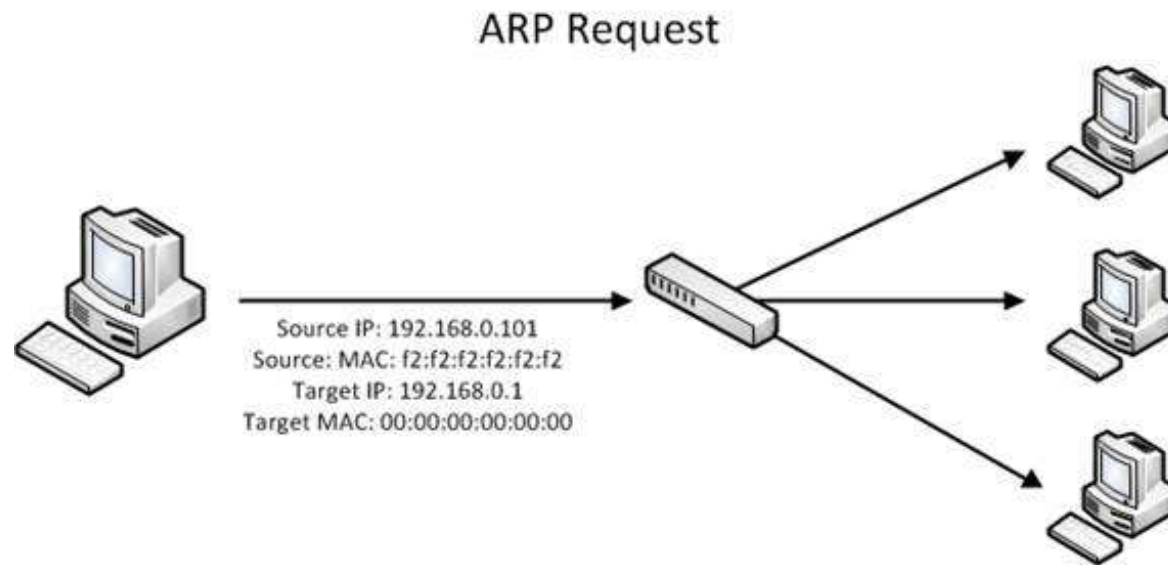 ARP Request
Source IP: 192.168.0.101
Source: MAC: f2:f2:f2:f2:f2:f2
Target IP: 192.168.0.1
Target MAC: 00:00:00:00:00:00